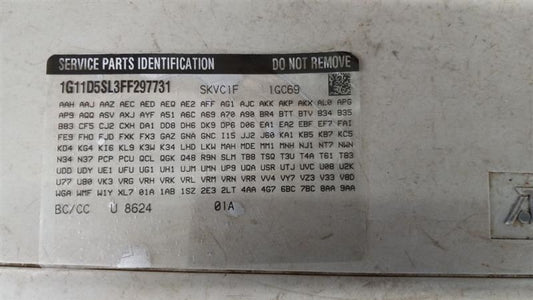 SERVICE PARTS IDENTIFICATION DO NOT REMOVE
1G11D5SL3FF297731 SKVC1F 1GC69
AAH AAJ AAZ AEC AED AEQ AE2 AFF AG1 AJC AKK AKP AKX AL0 APG
AP9 AQQ ASV AXJ AYF AS1 A6C A69 A70 A90 BR4 BTT BTV B34 B35
B83 CF5 CJ2 CXH DA1 DD8 DH6 DK9 DP6 D06 EA1 EA2 EBF EF7 FAI
FE9 FHO FJD FXK FX3 GAZ GNA GNC I1S JJ2 J60 KA1 KB5 KB7 KC5
KD4 KG4 KI6 KL9 K3W K34 LHD LKW MAH MDE MM1 MNH NJ1 NT7 NWN
N34 N37 PCP PCU QCL QGK Q4B R9N SLM TB8 TSQ T3U T4A T61 T83
UDD UDY UE1 UFU UG1 UH1 UJM UMN UP9 UQA USR UTJ UVC U08 U2K
U77 U80 VK3 VRG VRH VRK VRL VRM VRN VRR VV4 VY7 VZ3 V33 V8D
WGA WMF W1Y XL7 01A 1AB 1SZ 2E3 2LT 4AA 4G7 6BC 7BC 8AA 9AA
BC/CC U 8624 01A